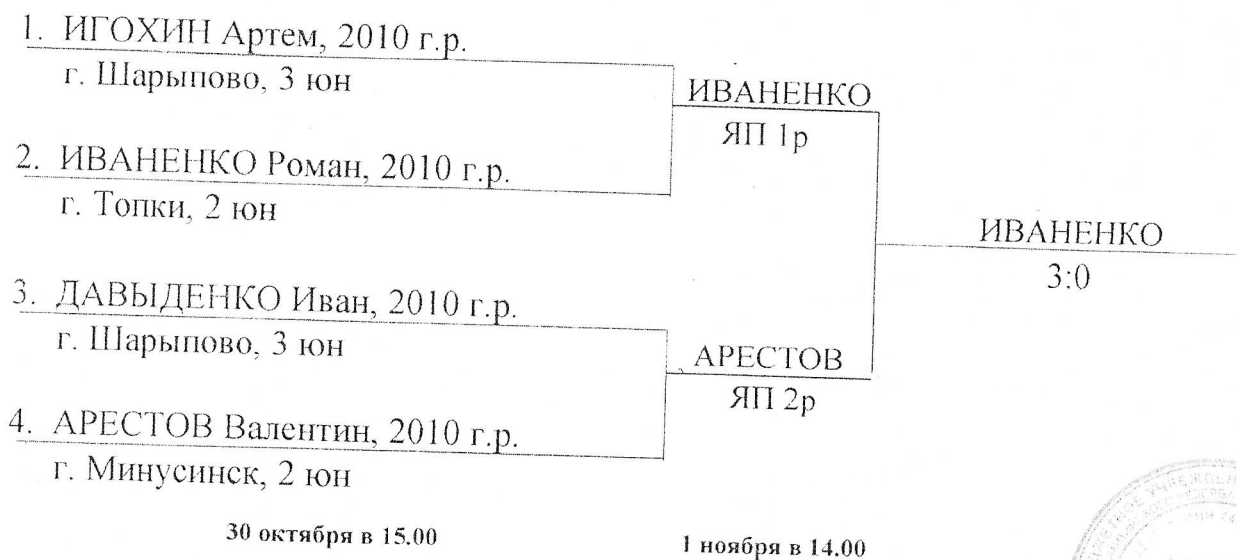 1. ИГОХИН Артем, 2010 г.р.
г. Шарыпово, 3 юн
ИВАНЕНКО
ЯП 1р
2. ИВАНЕНКО Роман, 2010 г.р.
г. Топки, 2 юн
ИВАНЕНКО
3:0
3. ДАВЫДЕНКО Иван, 2010 г.р.
г. Шарыпово, 3 юн
АРЕСТОВ
ЯП 2р
4. АРЕСТОВ Валентин, 2010 г.р.
г. Минусинск, 2 юн
30 октября в 15.00
1 ноября в 14.00